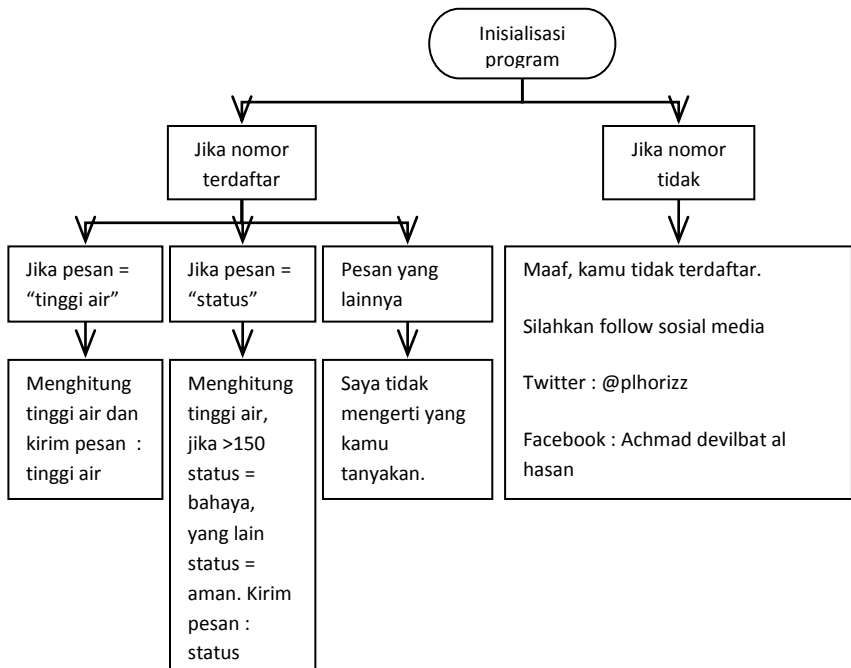 Inisialisasi
program
Jika nomor
terdaftar
Jika nomor
tidak
Jika pesan =
“tinggi air”
Jika pesan =
“status”
Pesan yang
lainnya
Maaf, kamu tidak terdaftar.
Silahkan follow sosial media
Twitter : @plhorizz
Facebook : Achmad devilbat al
hasan
Menghitung
tinggi air dan
kirim pesan :
tinggi air
Menghitung
tinggi air,
jika >150
status =
bahaya,
yang lain
status =
aman. Kirim
pesan :
status
Saya tidak
mengerti yang
kamu
tanyakan.